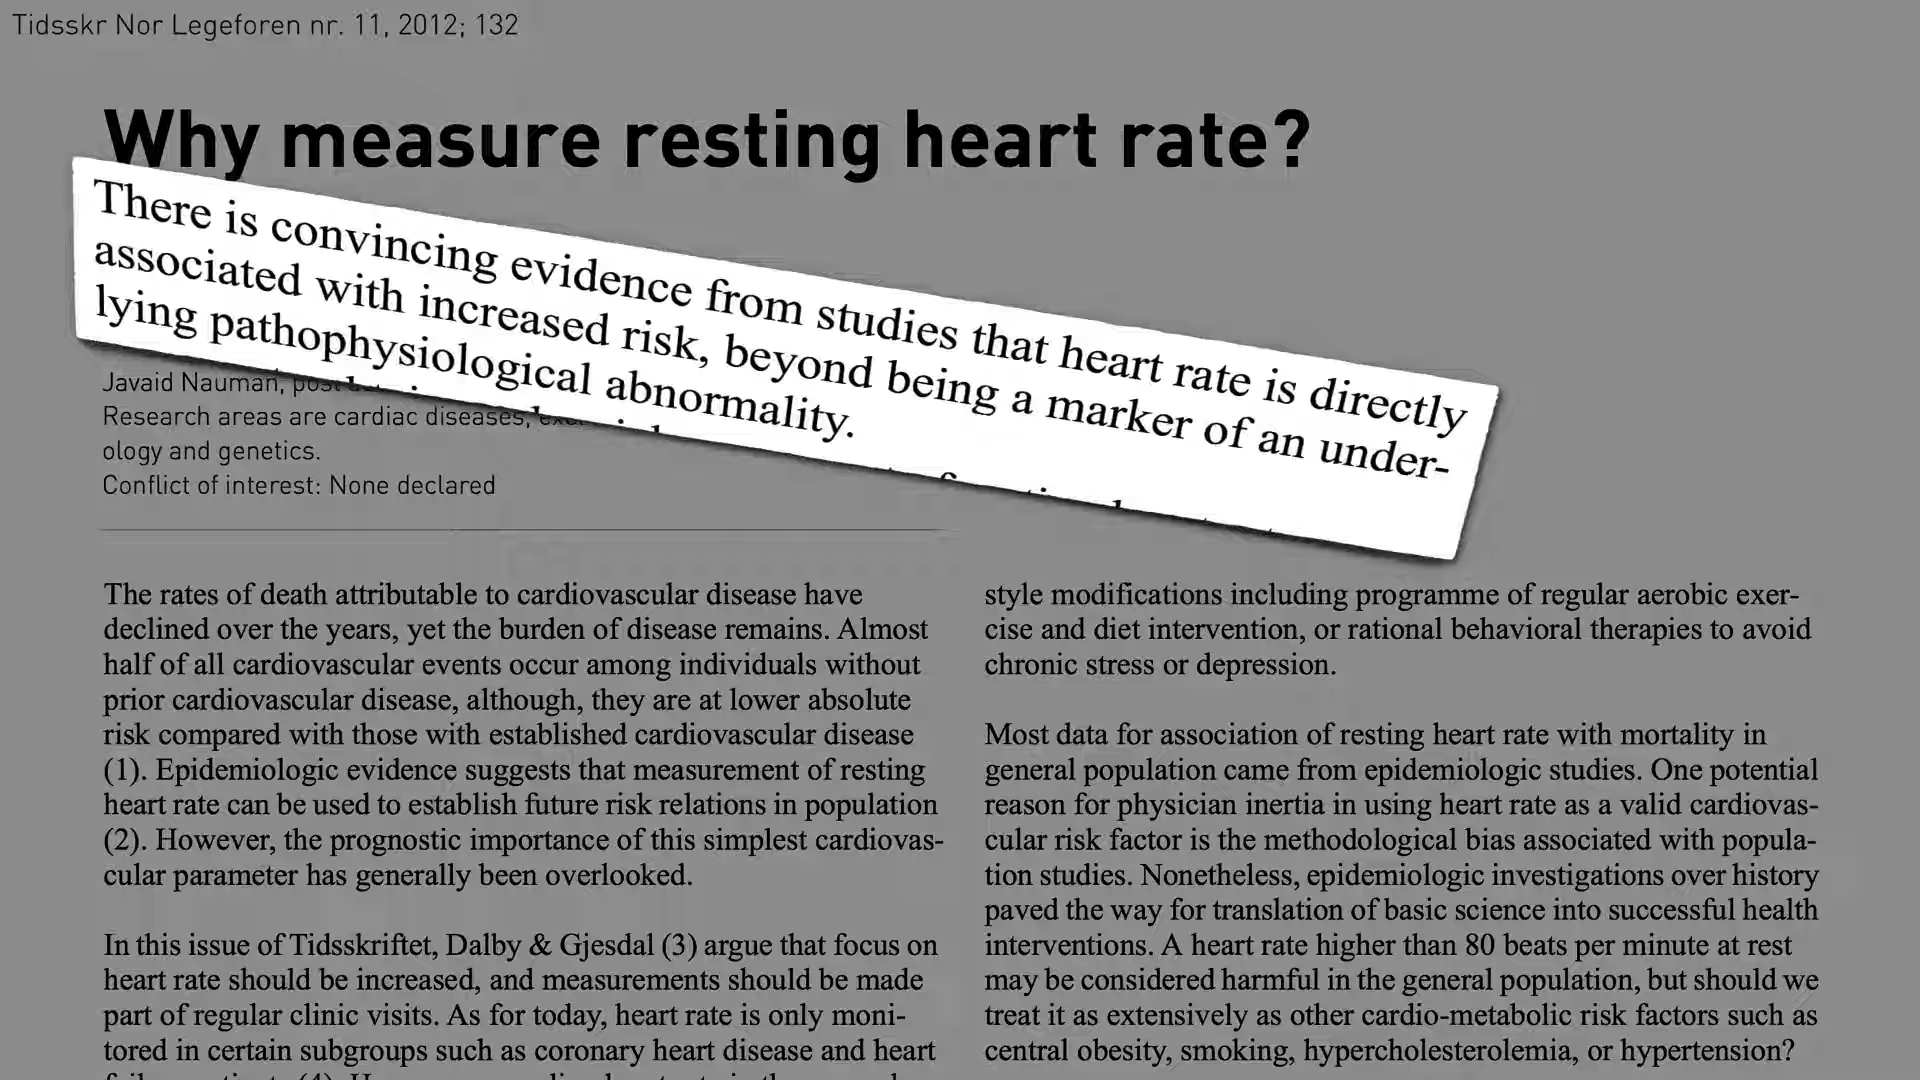 Tidsskr Nor Legeforen nr. 11, 2012; 132
Why measure resting heart rate?
There is convincing evidence from studies that heart rate is directly
associated with increased risk, beyond being a marker of an under-
lying pathophysiological abnormality.
Javaid Nauman,
Research areas are cardiac diseases,
ology and genetics.
Conflict of interest: None declared
The rates of death attributable to cardiovascular disease have
declined over the years, yet the burden of disease remains. Almost
half of all cardiovascular events occur among individuals without
prior cardiovascular disease, although, they are at lower absolute
risk compared with those with established cardiovascular disease
(1). Epidemiologic evidence suggests that measurement of resting
heart rate can be used to establish future risk relations in population
(2). However, the prognostic importance of this simplest cardiovas-
cular parameter has generally been overlooked.
In this issue of Tidsskriftet, Dalby & Gjesdal (3) argue that focus on
heart rate should be increased, and measurements should be made
part of regular clinic visits. As for today, heart rate is only moni-
tored in certain subgroups such as coronary heart disease and heart
style modifications including programme of regular aerobic exer-
cise and diet intervention, or rational behavioral therapies to avoid
chronic stress or depression.
Most data for association of resting heart rate with mortality in
general population came from epidemiologic studies. One potential
reason for physician inertia in using heart rate as a valid cardiovas-
cular risk factor is the methodological bias associated with popula-
tion studies. Nonetheless, epidemiologic investigations over history
paved the way for translation of basic science into successful health
interventions. A heart rate higher than 80 beats per minute at rest
may be considered harmful in the general population, but should we
treat it as extensively as other cardio-metabolic risk factors such as
central obesity, smoking, hypercholesterolemia, or hypertension?